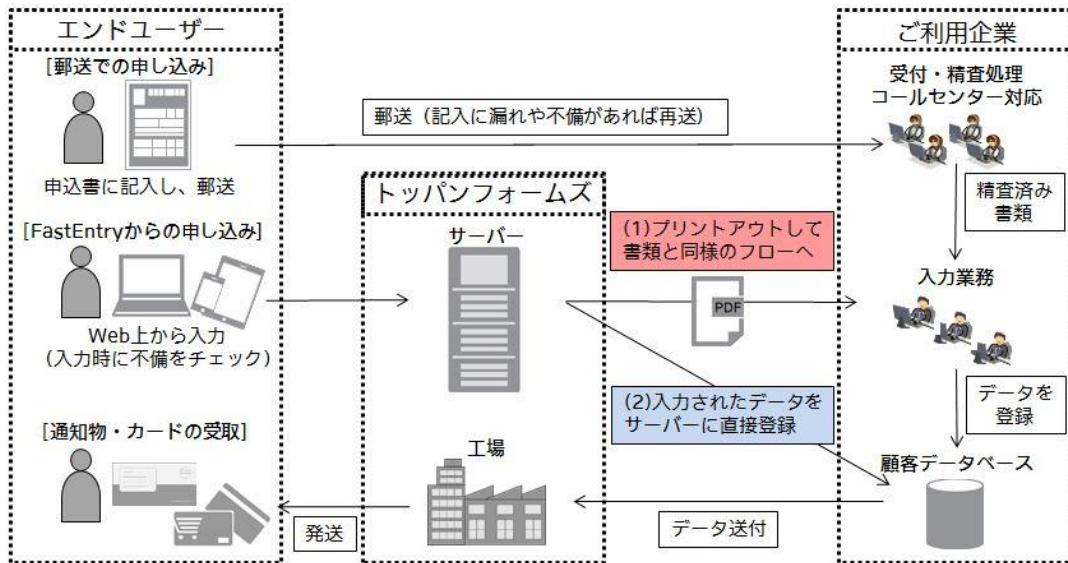 エンドユーザー
[郵送での申し込み]
申込書に記入し、郵送
[FastEntryからの申し込み]
Web上から入力
（入力時に不備をチェック）
[通知物・カードの受取]
郵送（記入に漏れや不備があれば再送）
トッパンフォームズ
サーバー
(1)プリントアウトして
書類と同様のフローへ
PDF
(2)入力されたデータを
サーバーに直接登録
工場
発送
データ送付
ご利用企業
受付・精査処理
コールセンター対応
精査済み
書類
入力業務
データを
登録
顧客データベース